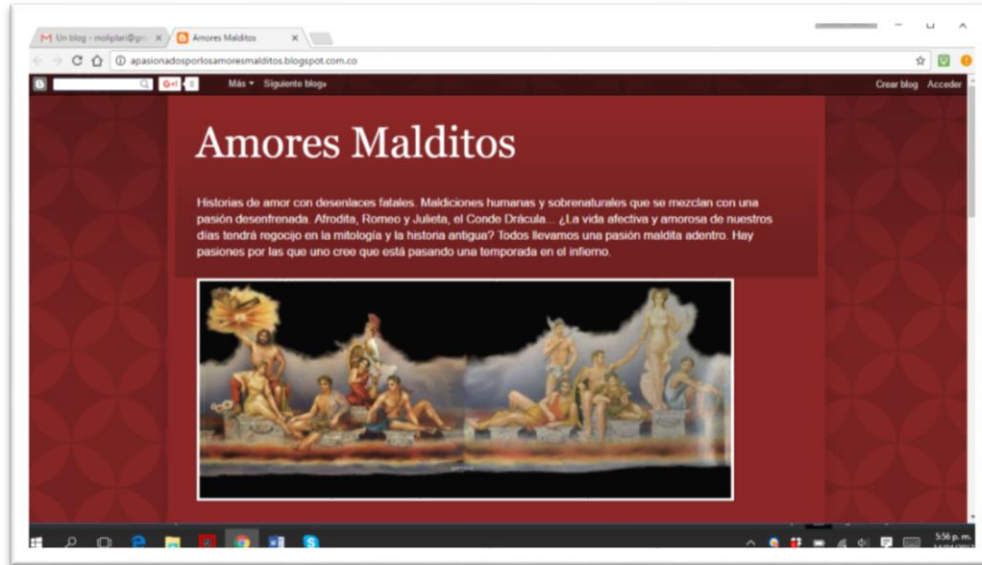 Un blog - moliplari@gm
Amores Malditos
apasionadosporlosamoresmalditos.blogspot.com.co
G+1 0 Más Siguiente blog» Crear blog Acceder
Amores Malditos
Historias de amor con desenlaces fatales. Maldiciones humanas y sobrenaturales que se mezclan con una
pasión desenfrenada. Afrodita, Romeo y Julieta, el Conde Drácula... ¿La vida afectiva y amorosa de nuestros
días tendrá regocijo en la mitología y la historia antigua? Todos llevamos una pasión maldita adentro. Hay
pasiones por las que uno cree que está pasando una temporada en el infierno.
5:56 p. m.